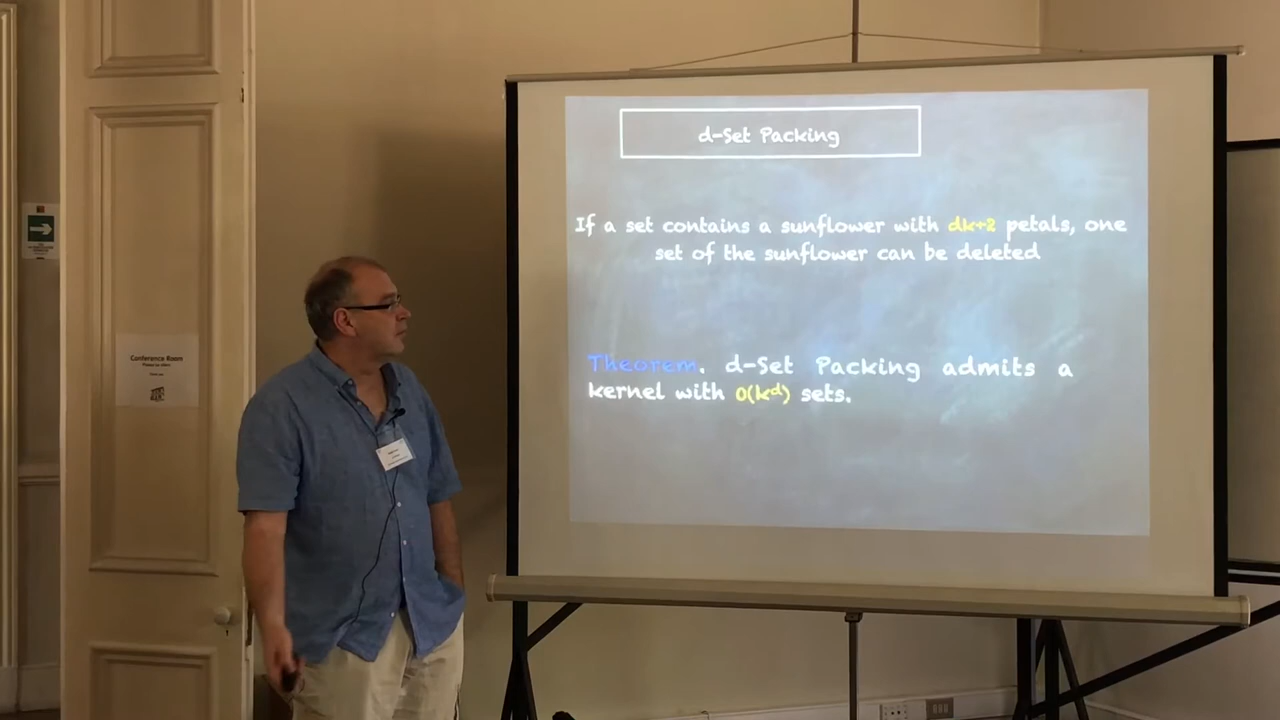 d-Set Packing
If a set contains a sunflower with dk+2 petals, one
set of the sunflower can be deleted
Theorem. d-Set Packing admits a
kernel with O(k^d) sets.
Conference Room